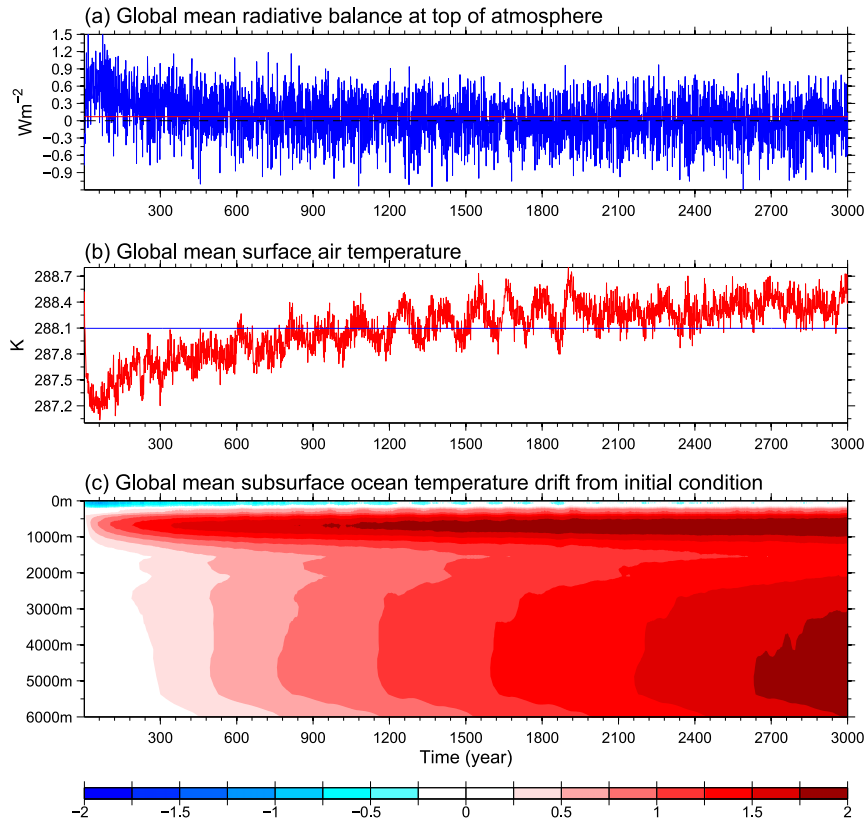 (a) Global mean radiative balance at top of atmosphere
1.5
1.2
0.9
0.6
0.3
0
−0.3
−0.6
−0.9
Wm−2
300 600 900 1200 1500 1800 2100 2400 2700 3000
(b) Global mean surface air temperature
288.7
288.4
288.1
287.8
287.5
287.2
K
300 600 900 1200 1500 1800 2100 2400 2700 3000
(c) Global mean subsurface ocean temperature drift from initial condition
0m
1000m
2000m
3000m
4000m
5000m
6000m
300 600 900 1200 1500 1800 2100 2400 2700 3000
Time (year)
−2 −1.5 −1 −0.5 0 0.5 1 1.5 2